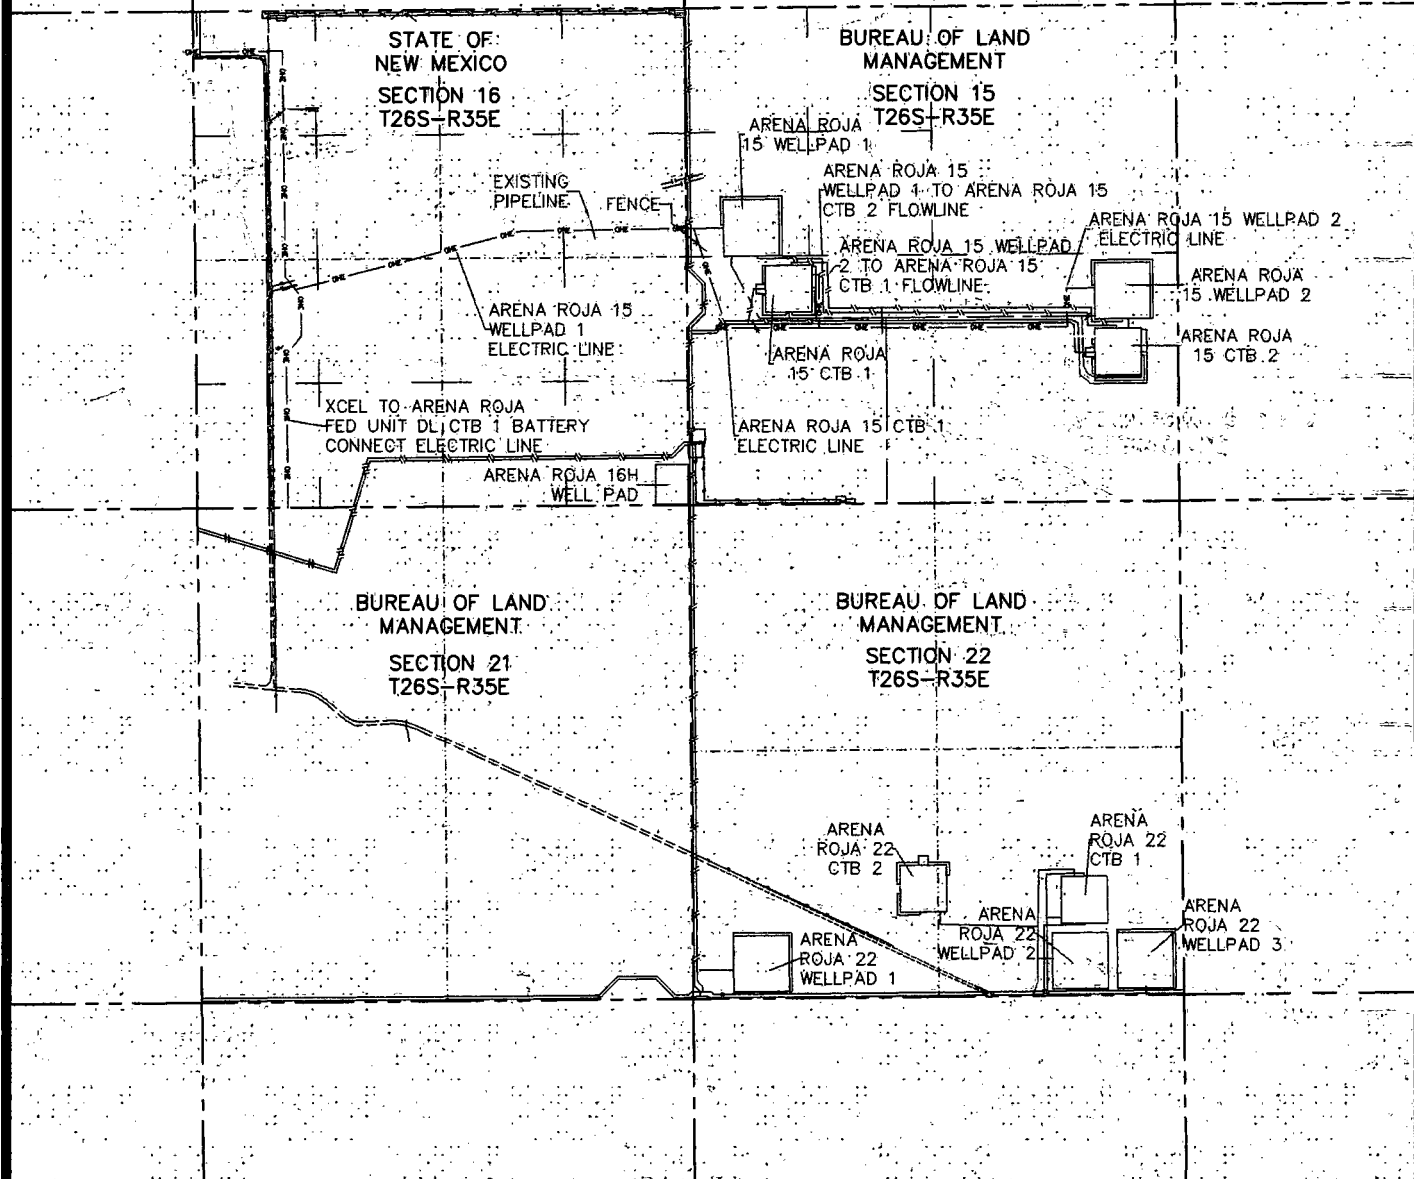 STATE OF
NEW MEXICO
SECTION 16
T26S-R35E
BUREAU OF LAND
MANAGEMENT
SECTION 15
T26S-R35E
ARENA ROJA
15 WELLPAD 1
EXISTING
PIPELINE
FENCE
ARENA ROJA 15
WELLPAD 1 TO ARENA ROJA 15
CTB 2 FLOWLINE
ARENA ROJA 15 WELLPAD
2 TO ARENA ROJA 15
CTB 1 FLOWLINE
ARENA ROJA 15 WELLPAD 2
ELECTRIC LINE
ARENA ROJA
15 WELLPAD 2
ARENA ROJA 15
WELLPAD 1
ELECTRIC LINE
ARENA ROJA
15 CTB 1
ARENA ROJA
15 CTB 2
XCEL TO ARENA ROJA
FED UNIT DL CTB 1 BATTERY
CONNECT ELECTRIC LINE
ARENA ROJA 15 CTB 1
ELECTRIC LINE
ARENA ROJA 16H
WELL PAD
BUREAU OF LAND
MANAGEMENT
SECTION 21
T26S-R35E
BUREAU OF LAND
MANAGEMENT
SECTION 22
T26S-R35E
ARENA
ROJA 22
CTB 2
ARENA
ROJA 22
CTB 1
ARENA
ROJA 22
WELLPAD 1
ARENA
ROJA 22
WELLPAD 2
ARENA
ROJA 22
WELLPAD 3